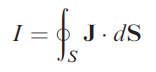 I = ∮_S J · dS